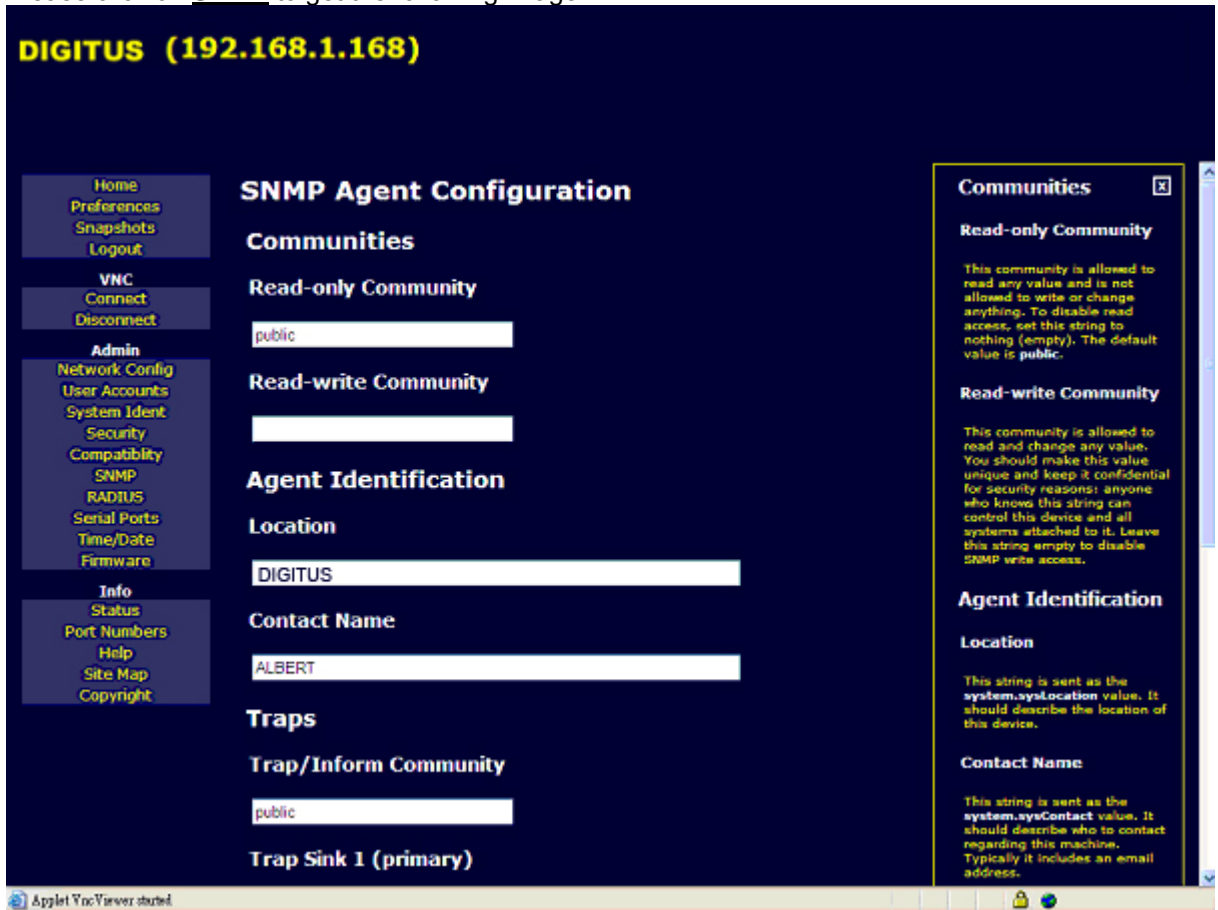 DIGITUS (192.168.1.168)
Home
Preferences
Snapshots
Logout
VNC
Connect
Disconnect
Admin
Network Config
User Accounts
System Ident
Security
Compatiblity
SNMP
RADIUS
Serial Ports
Time/Date
Firmware
Info
Status
Port Numbers
Help
Site Map
Copyright
SNMP Agent Configuration
Communities
Read-only Community
public
Read-write Community
Agent Identification
Location
DIGITUS
Contact Name
ALBERT
Traps
Trap/Inform Community
public
Trap Sink 1 (primary)
Communities
Read-only Community
This community is allowed to
read any value and is not
allowed to write or change
anything. To disable read
access, set this string to
nothing (empty). The default
value is public.
Read-write Community
This community is allowed to
read and change any value.
You should make this value
unique and keep it confidential
for security reasons: anyone
who knows this string can
control this device and all
systems attached to it. Leave
this string empty to disable
SNMP write access.
Agent Identification
Location
This string is sent as the
system.sysLocation value. It
should describe the location of
this device.
Contact Name
This string is sent as the
system.sysContact value. It
should describe who to contact
regarding this machine.
Typically it includes an email
address.
Applet VncViewer started